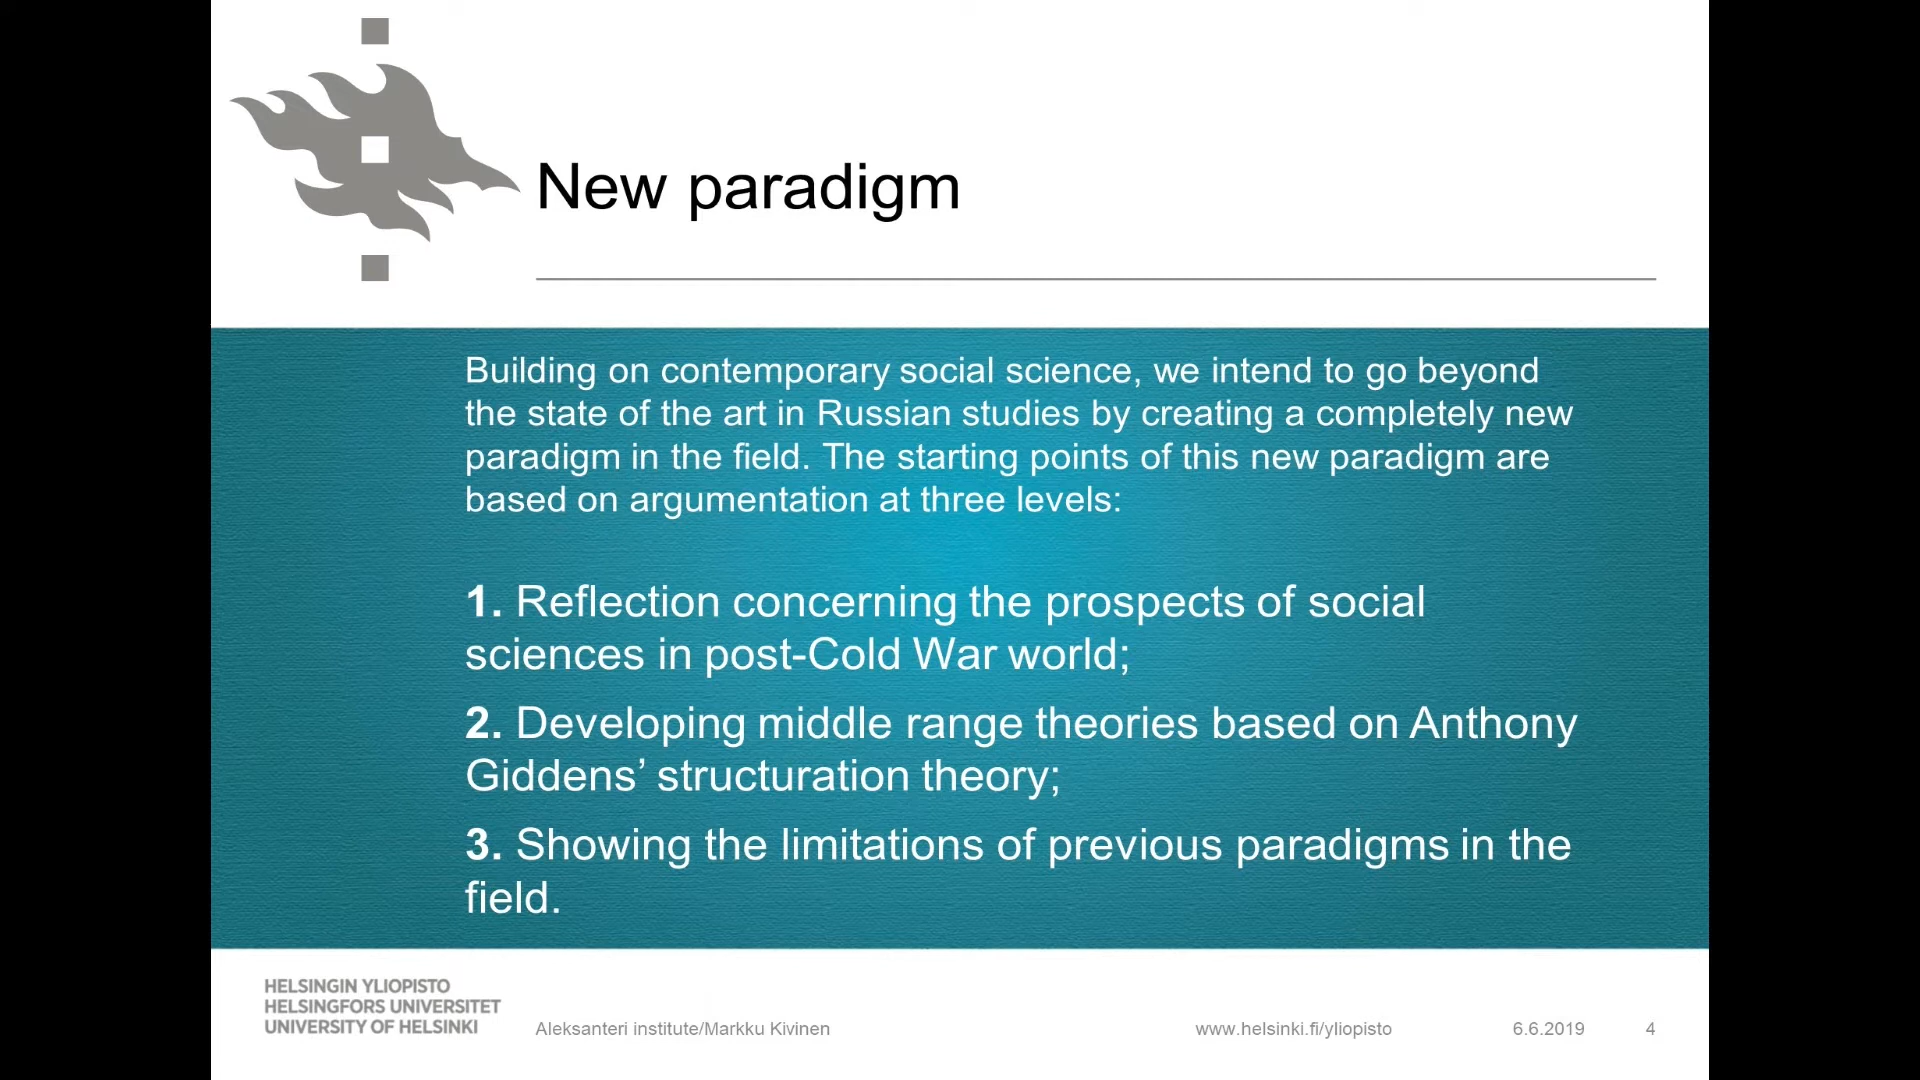 New paradigm
Building on contemporary social science, we intend to go beyond
the state of the art in Russian studies by creating a completely new
paradigm in the field. The starting points of this new paradigm are
based on argumentation at three levels:
1. Reflection concerning the prospects of social
sciences in post-Cold War world;
2. Developing middle range theories based on Anthony
Giddens’ structuration theory;
3. Showing the limitations of previous paradigms in the
field.
HELSINGIN YLIOPISTO
HELSINGFORS UNIVERSITET
UNIVERSITY OF HELSINKI
Aleksanteri institute/Markku Kivinen
www.helsinki.fi/yliopisto
6.6.2019
4